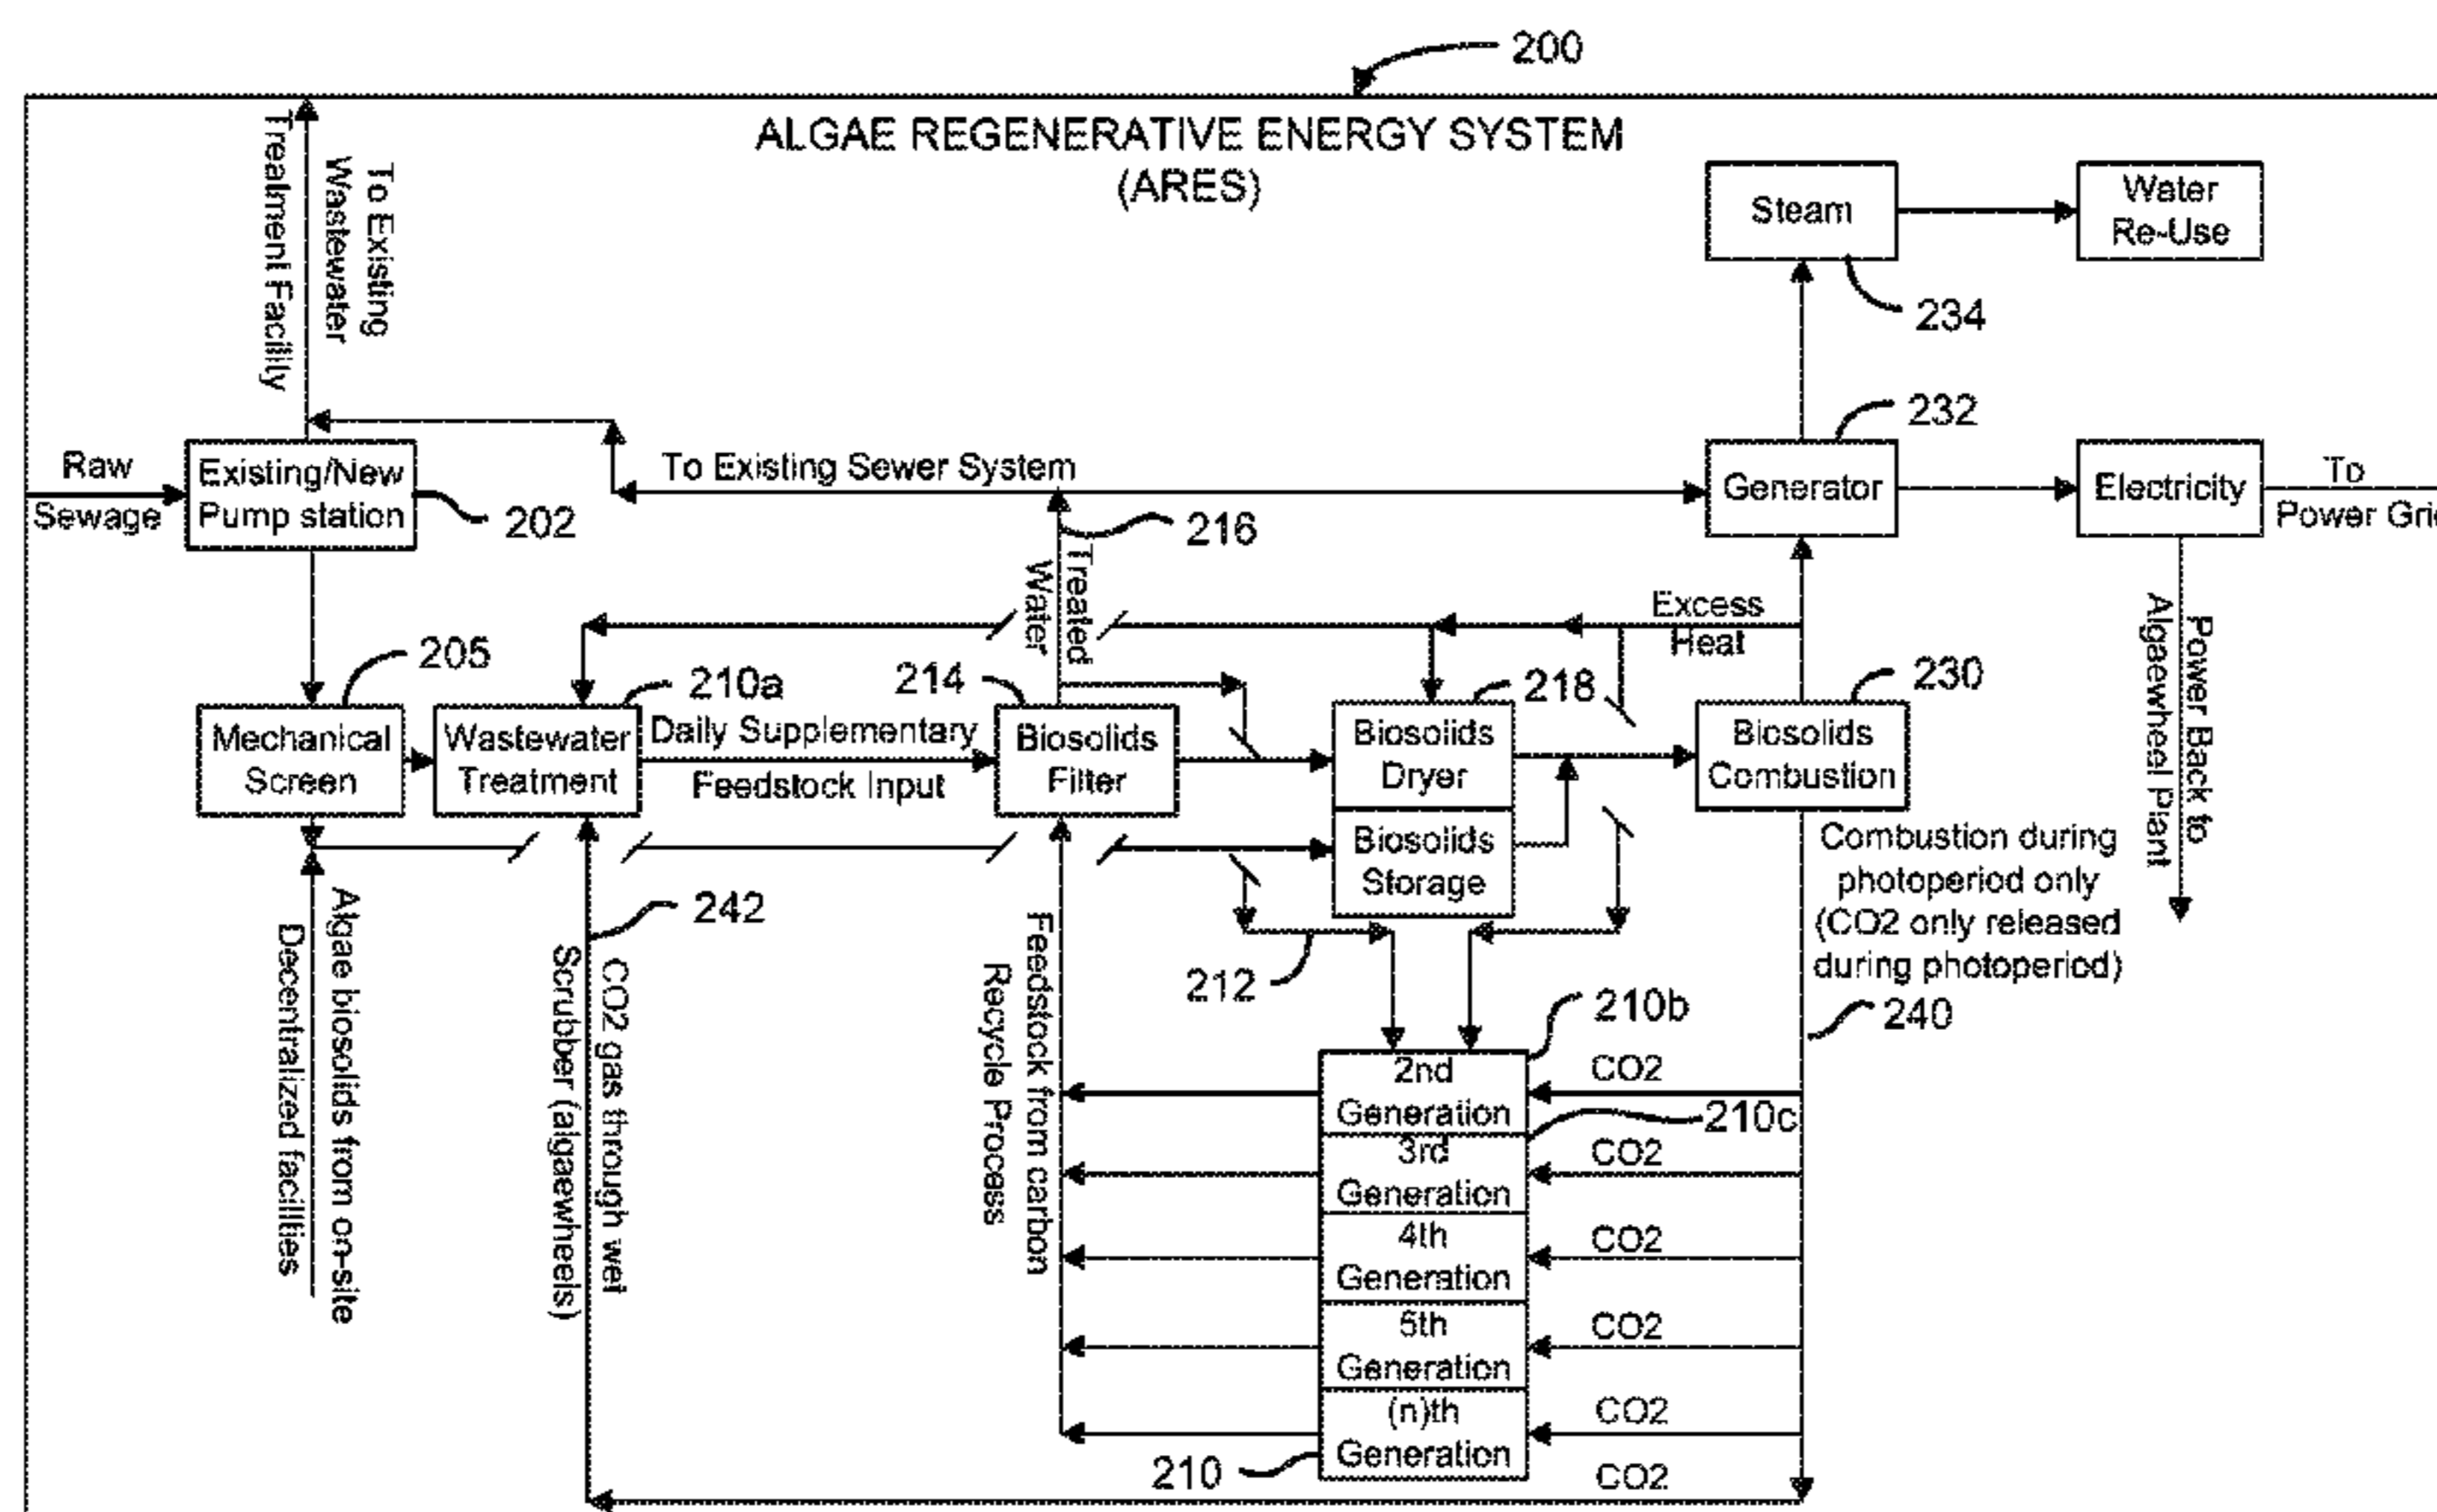 200
ALGAE REGENERATIVE ENERGY SYSTEM
(ARES)
To Existing
Wastewater
Treatment Facility
Steam
Water
Re-Use
234
232
Raw
Sewage
Existing/New
Pump station
202
To Existing Sewer System
216
Treated
Water
Generator
Electricity
To
Power Gri
Excess
Heat
Power Back to
Algaewheel Plant
205
210a
214
218
230
Mechanical
Screen
Wastewater
Treatment
Daily Supplementary
Feedstock Input
Biosolids
Filter
Biosolids
Dryer
Biosolids
Combustion
Biosolids
Storage
Combustion during
photoperiod only
(CO2 only released
during photoperiod)
240
242
212
Algae biosolids from on-site
Decentralized facilities
CO2 gas through wet
Scrubber (algaewheels)
Feedstock from carbon
Recycle Process
210b
2nd
Generation
CO2
210c
3rd
Generation
CO2
4th
Generation
CO2
5th
Generation
CO2
(n)th
Generation
CO2
210
CO2